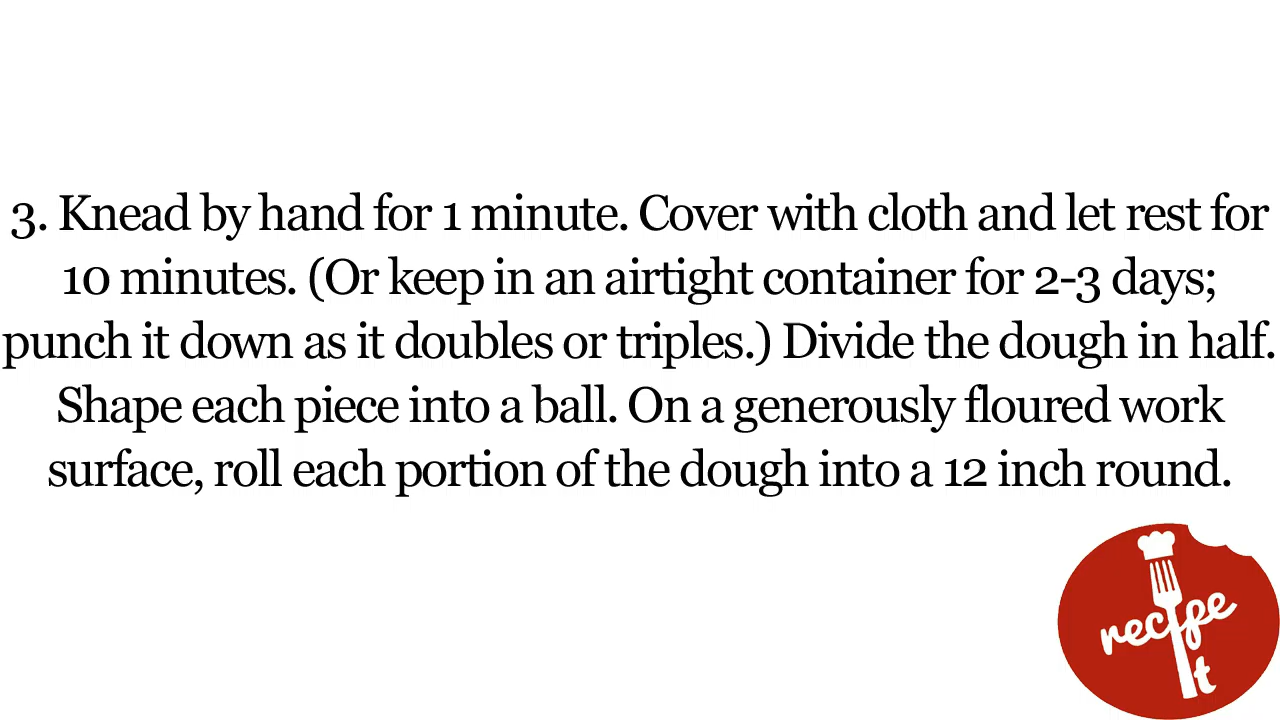 3. Knead by hand for 1 minute. Cover with cloth and let rest for
10 minutes. (Or keep in an airtight container for 2-3 days;
punch it down as it doubles or triples.) Divide the dough in half.
Shape each piece into a ball. On a generously floured work
surface, roll each portion of the dough into a 12 inch round.
recipe
it